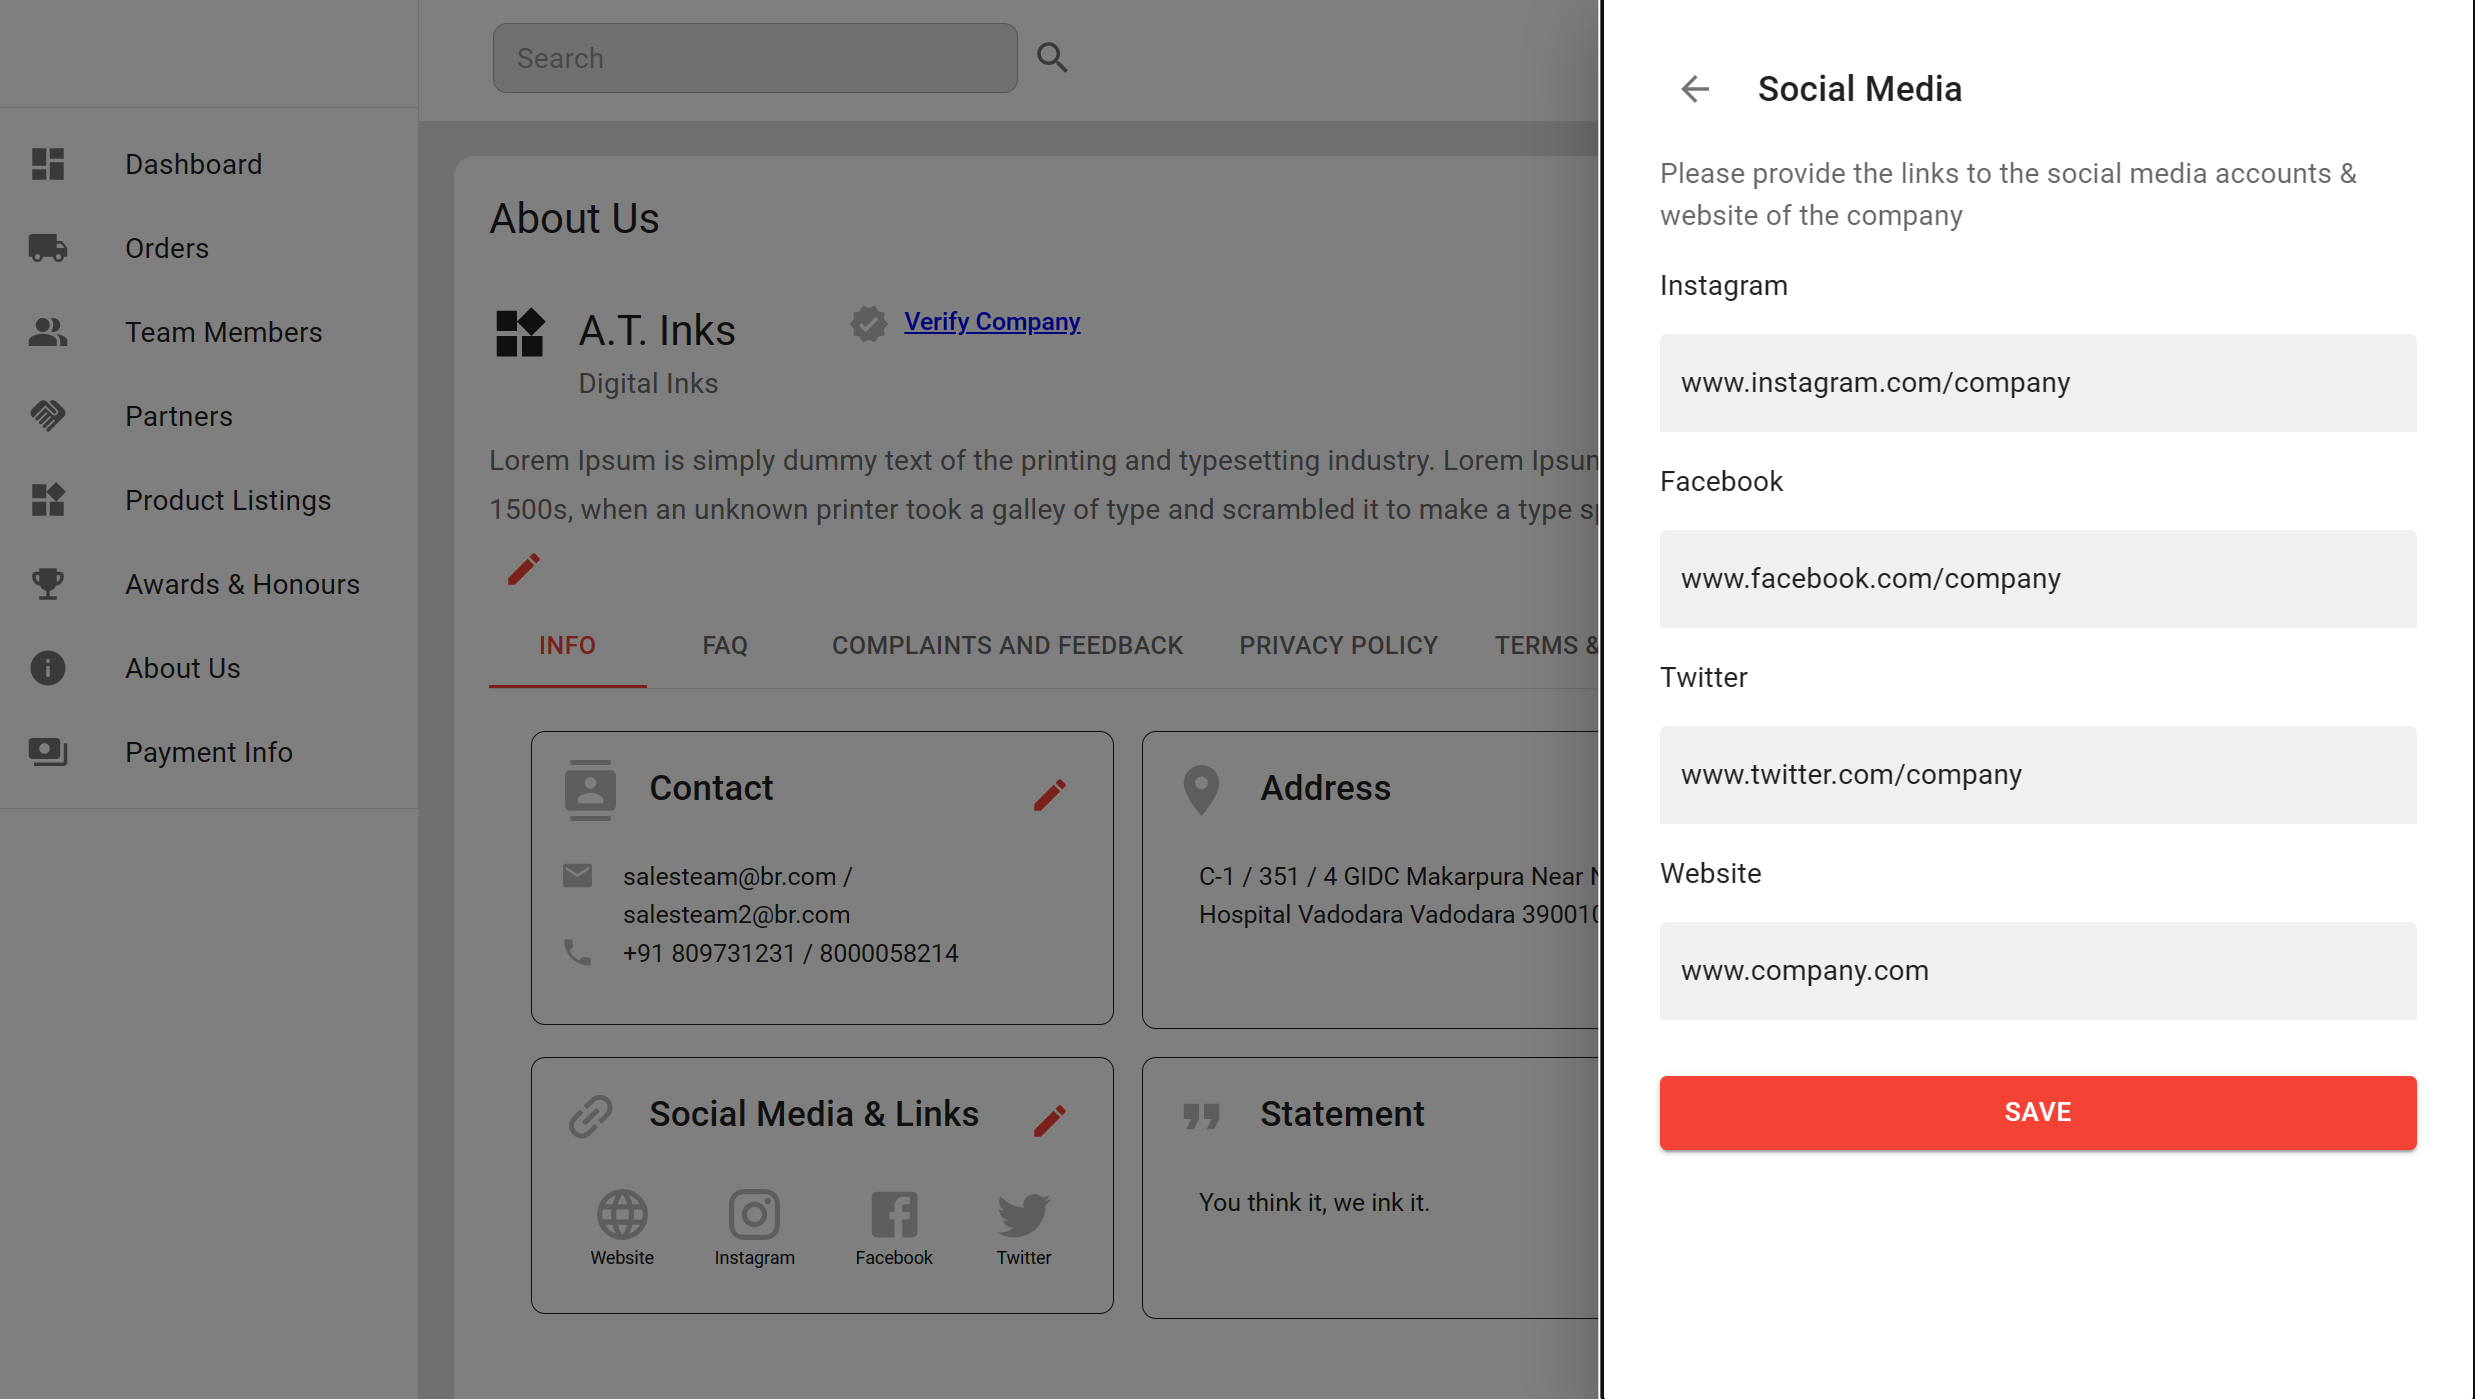 Search
Dashboard
Orders
Team Members
Partners
Product Listings
Awards & Honours
About Us
Payment Info
About Us
A.T. Inks
Verify Company
Digital Inks
Lorem Ipsum is simply dummy text of the printing and typesetting industry. Lorem
1500s, when an unknown printer took a galley of type and scrambled it to make a type
INFO
FAQ
COMPLAINTS AND FEEDBACK
PRIVACY POLICY
TERMS &
Contact
salesteam@br.com /
salesteam2@br.com
+91 809731231 / 8000058214
Address
C-1 / 351 / 4 GIDC Makarpura Near
Hospital Vadodara Vadodara 390010
Social Media & Links
Website
Instagram
Facebook
Twitter
Statement
You think it, we ink it.
Social Media
Please provide the links to the social media accounts &
website of the company
Instagram
www.instagram.com/company
Facebook
www.facebook.com/company
Twitter
www.twitter.com/company
Website
www.company.com
SAVE